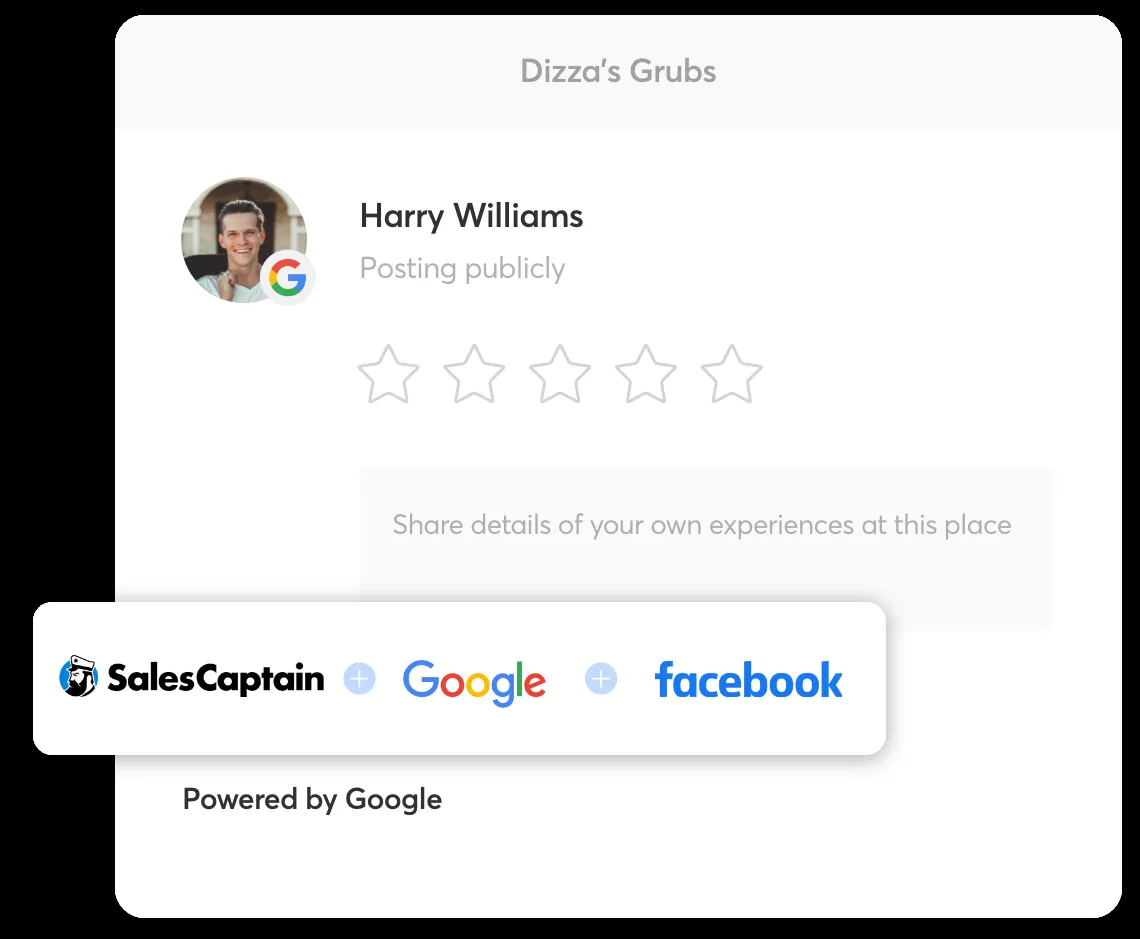 Dizza's Grubs
Harry Williams
Posting publicly
Share details of your own experiences at this place
SalesCaptain Google facebook
Powered by Google